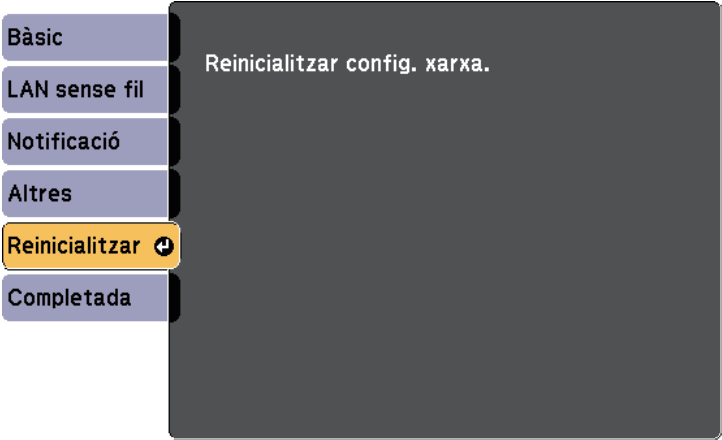 Bàsic
LAN sense fil
Notificació
Altres
Reinicialitzar
Completada
Reinicialitzar config. xarxa.